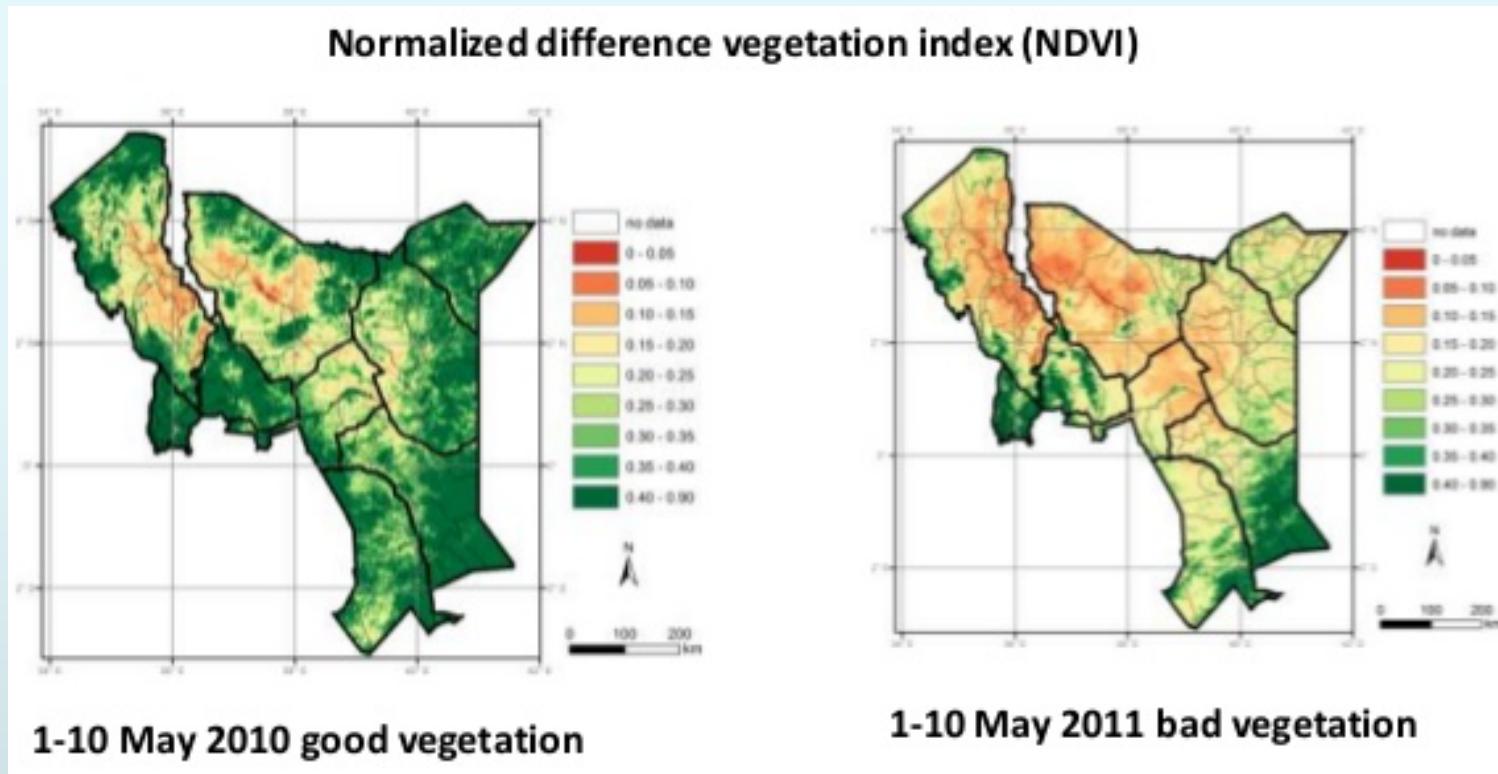 Normalized difference vegetation index (NDVI)
no data
0 - 0.05
0.05 - 0.10
0.10 - 0.15
0.15 - 0.20
0.20 - 0.25
0.25 - 0.30
0.30 - 0.35
0.35 - 0.40
0.40 - 0.90
N
0 100 200
km
1-10 May 2010 good vegetation
no data
0 - 0.05
0.05 - 0.10
0.10 - 0.15
0.15 - 0.20
0.20 - 0.25
0.25 - 0.30
0.30 - 0.35
0.35 - 0.40
0.40 - 0.90
N
0 100 200
km
1-10 May 2011 bad vegetation